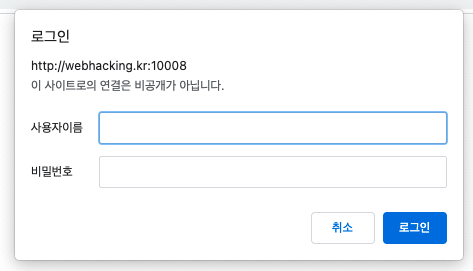 로그인
http://webhacking.kr:10008
이 사이트로의 연결은 비공개가 아닙니다.
사용자이름
비밀번호
취소 로그인